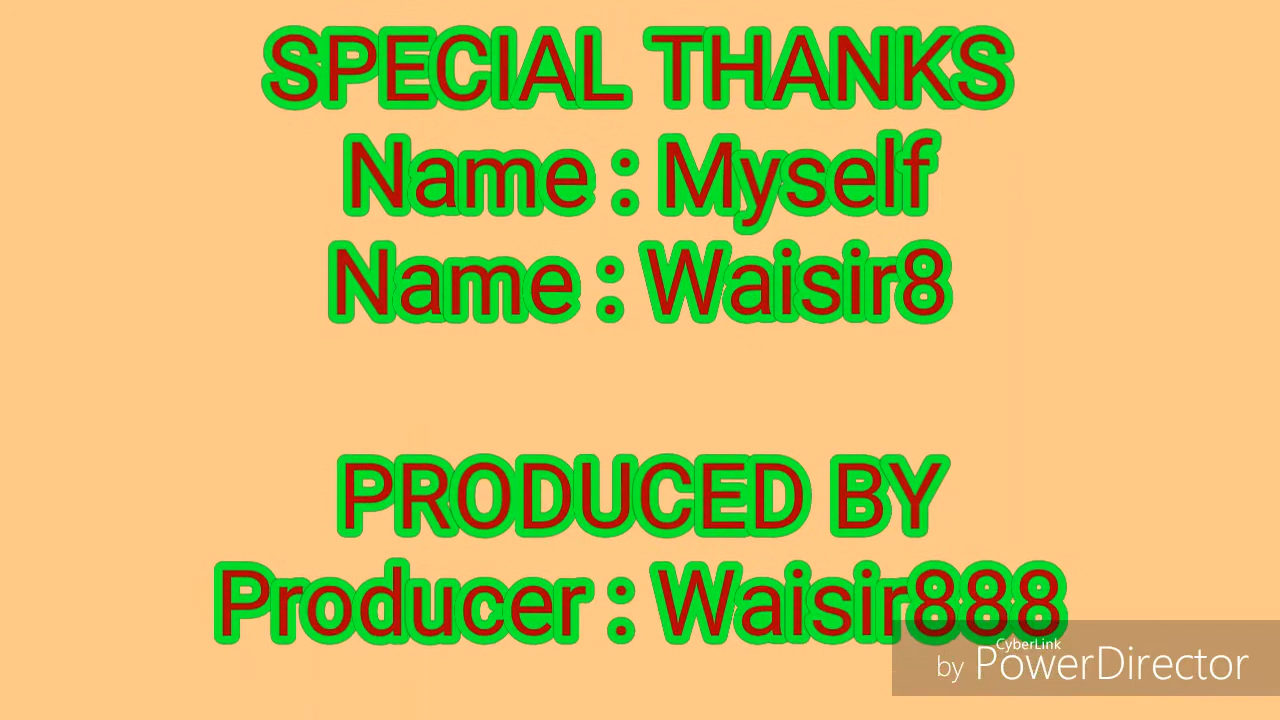 SPECIAL THANKS
Name : Myself
Name : Waisir8
PRODUCED BY
Producer : Waisir888
CyberLink
by PowerDirector